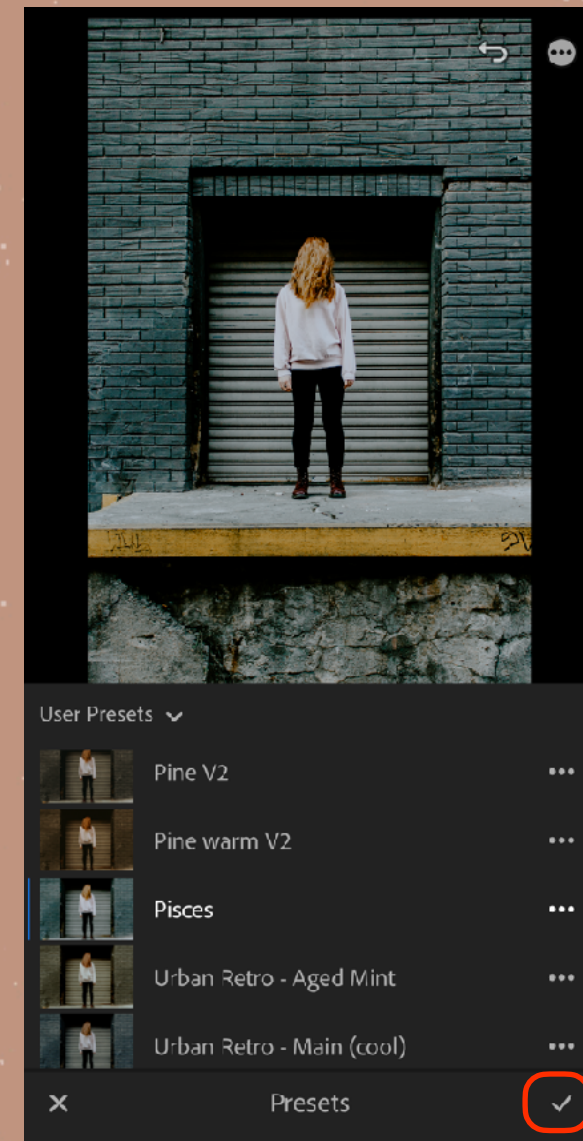 User Presets
Pine V2
Pine warm V2
Pisces
Urban Retro - Aged Mint
Urban Retro - Main (cool)
Presets